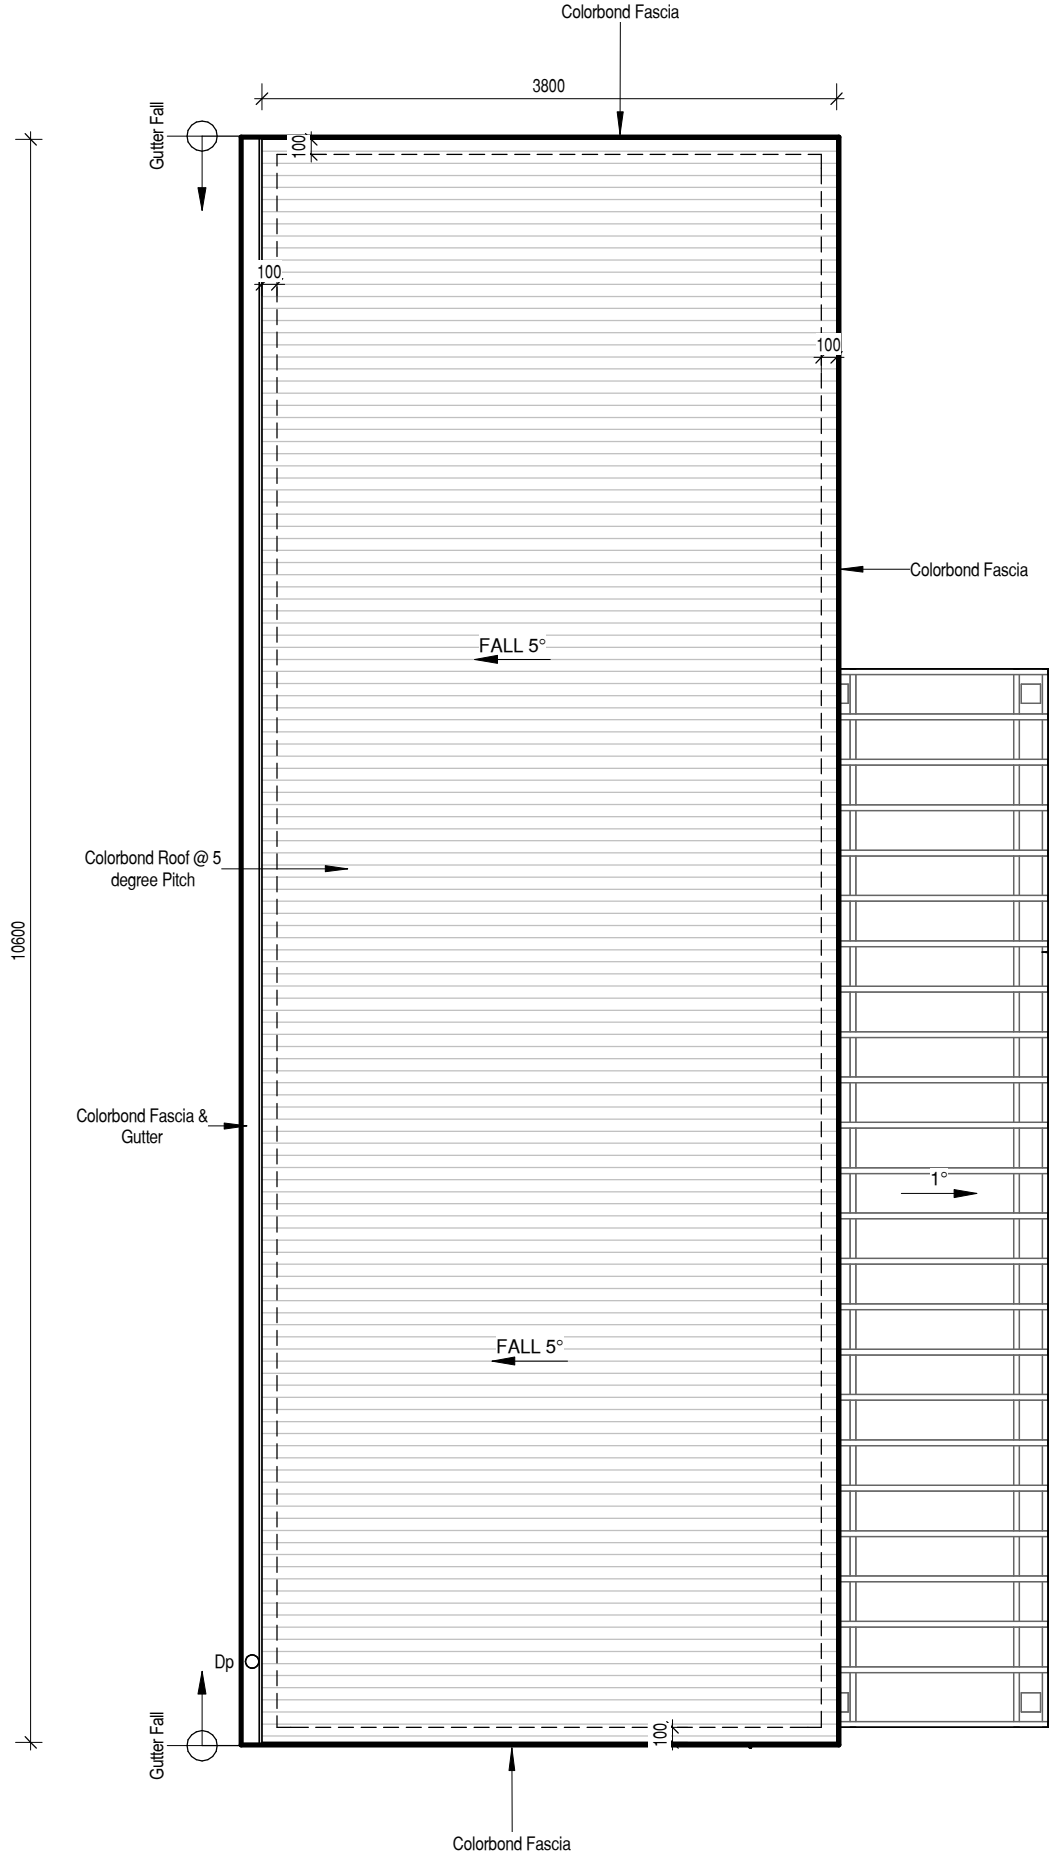 Colorbond Fascia
3800
Gutter Fall
100
100
100
Colorbond Fascia
FALL 5°
Colorbond Roof @ 5
degree Pitch
10600
Colorbond Fascia &
Gutter
1°
FALL 5°
Dp
Gutter Fall
100
Colorbond Fascia